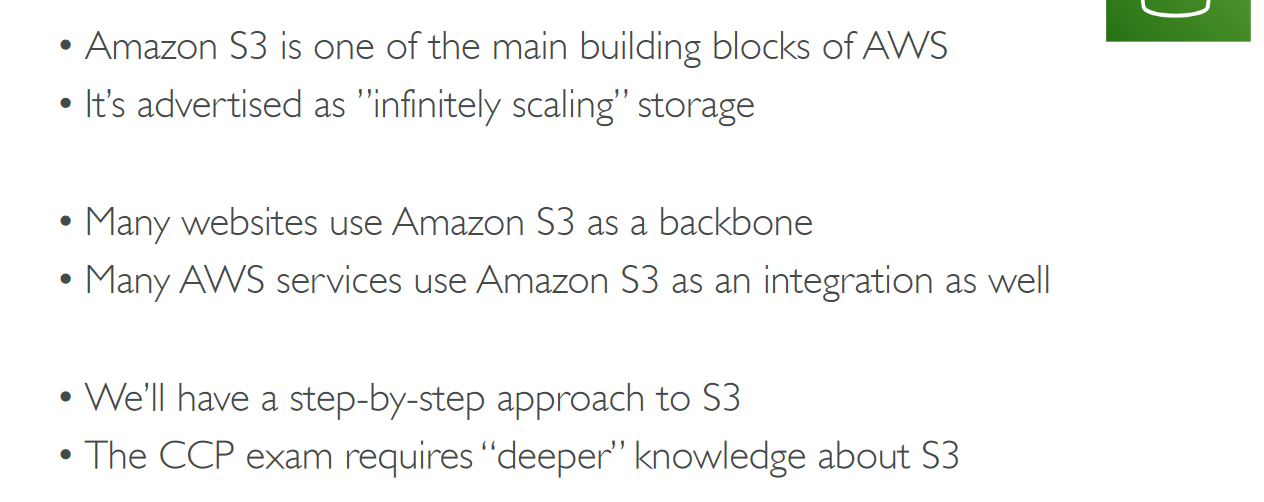 • Amazon S3 is one of the main building blocks of AWS
• It’s advertised as ”infinitely scaling” storage
• Many websites use Amazon S3 as a backbone
• Many AWS services use Amazon S3 as an integration as well
• We’ll have a step-by-step approach to S3
• The CCP exam requires “deeper” knowledge about S3